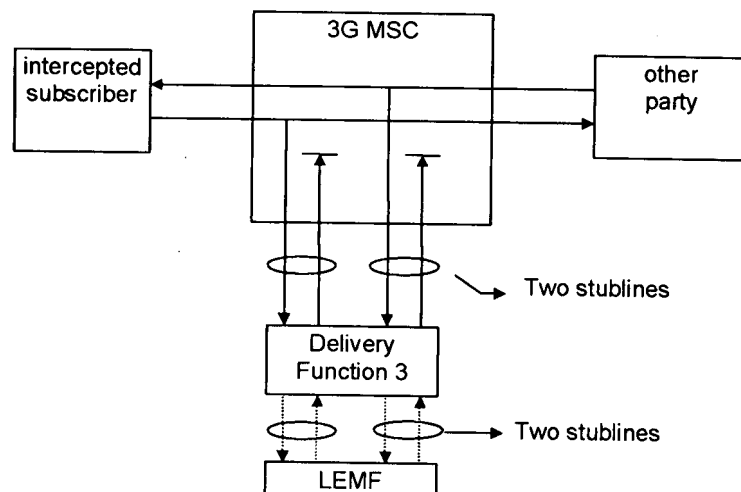 3G MSC
intercepted
subscriber
other
party
Two stublines
Delivery
Function 3
Two stublines
LEMF